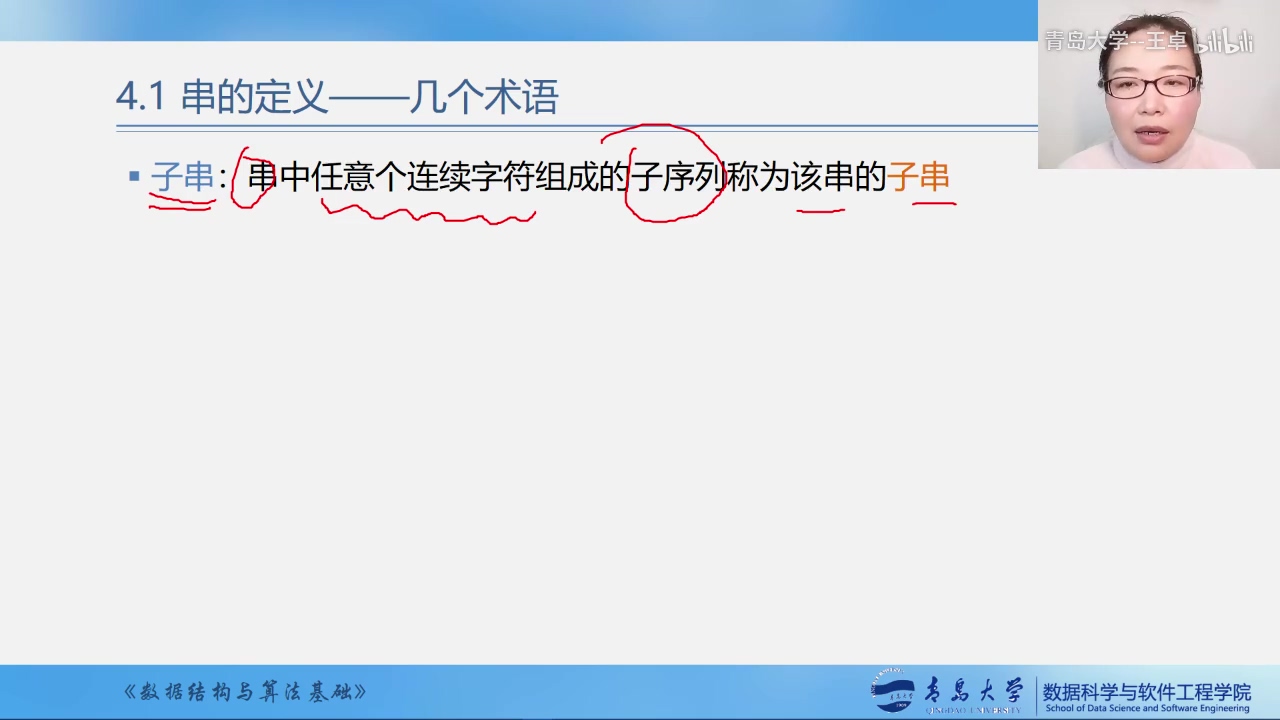 青岛大学--王卓 bilibili
4.1 串的定义——几个术语
▪ 子串：串中任意个连续字符组成的子序列称为该串的子串
《数据结构与算法基础》
青岛大学
QINGDAO UNIVERSITY
数据科学与软件工程学院
School of Data Science and Software Engineering